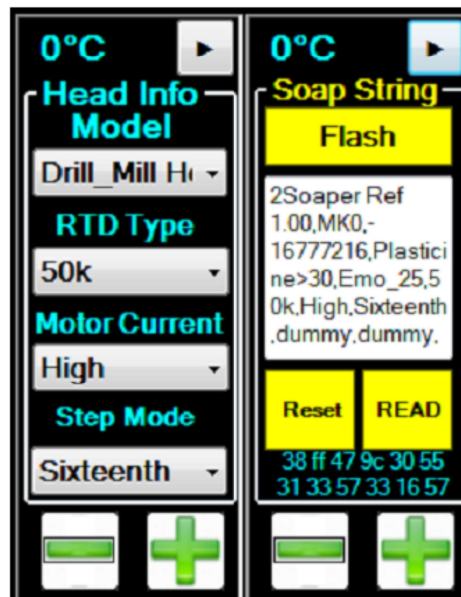 0°C
Head Info
Model
Drill_Mill H
RTD Type
50k
Motor Current
High
Step Mode
Sixteenth
0°C
Soap String
Flash
2Soaper Ref
1.00,MK0,-
16777216,Plastici
ne>30,Emo_25,5
0k,High,Sixteenth
,dummy,dummy,
Reset READ
38 ff 47 9c 30 55
31 33 57 33 16 57